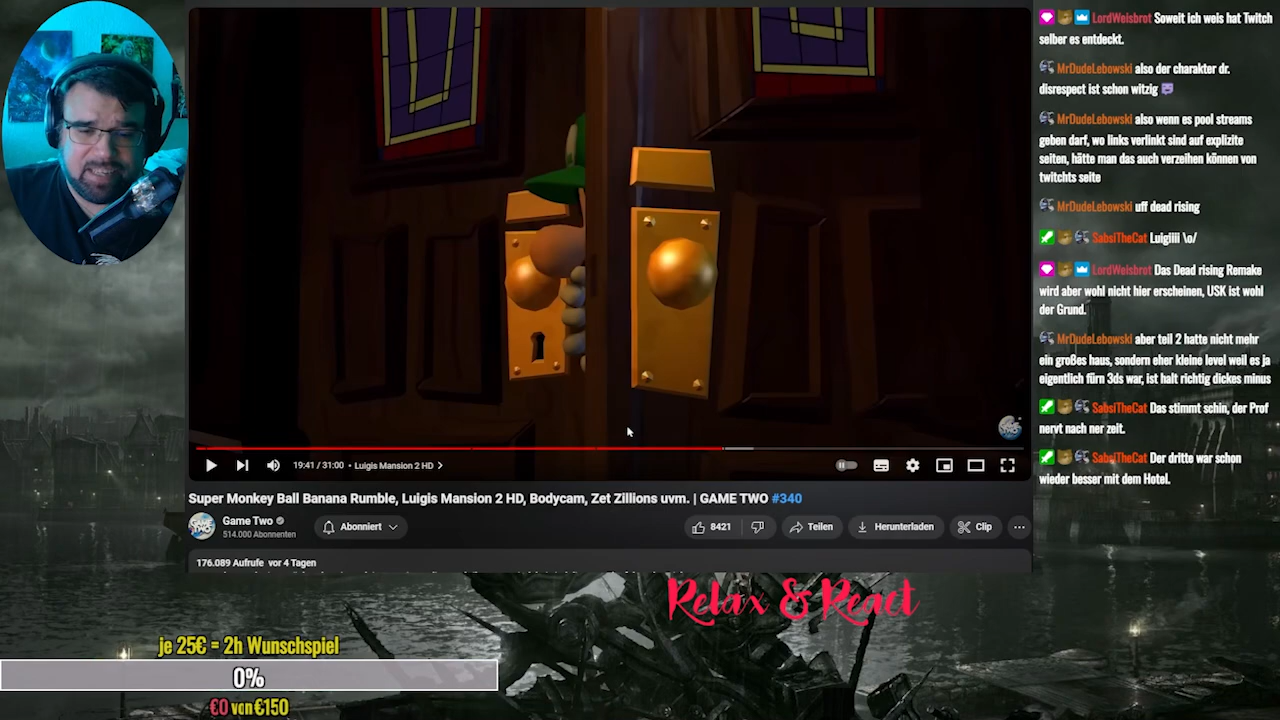 19:41 / 31:00 • Luigis Mansion 2 HD
Super Monkey Ball Banana Rumble, Luigis Mansion 2 HD, Bodycam, Zet Zillions uvm. | GAME TWO #340
GAME TWO
Game Two
514.000 Abonnenten
Abonniert
8421
Teilen
Herunterladen
Clip
176.089 Aufrufe vor 4 Tagen
Relax & React
je 25€ = 2h Wunschspiel
0%
€0 von €150
LordWeisbrot Soweit ich weis hat Twitch
selber es entdeckt.
MrDudeLebowski also der charakter dr.
disrespect ist schon witzig
MrDudeLebowski also wenn es pool streams
geben darf, wo links verlinkt sind auf explizite
seiten, hätte man das auch verzeihen können von
twitchts seite
MrDudeLebowski uff dead rising
SabsiTheCat Luigiiii \o/
LordWeisbrot Das Dead rising Remake
wird aber wohl nicht hier erscheinen, USK ist wohl
der Grund.
MrDudeLebowski aber teil 2 hatte nicht mehr
ein großes haus, sondern eher kleine level weil es ja
eigentlich fürn 3ds war, ist halt richtig dickes minus
SabsiTheCat Das stimmt schin, der Prof
nervt nach ner zeit.
SabsiTheCat Der dritte war schon
wieder besser mit dem Hotel.